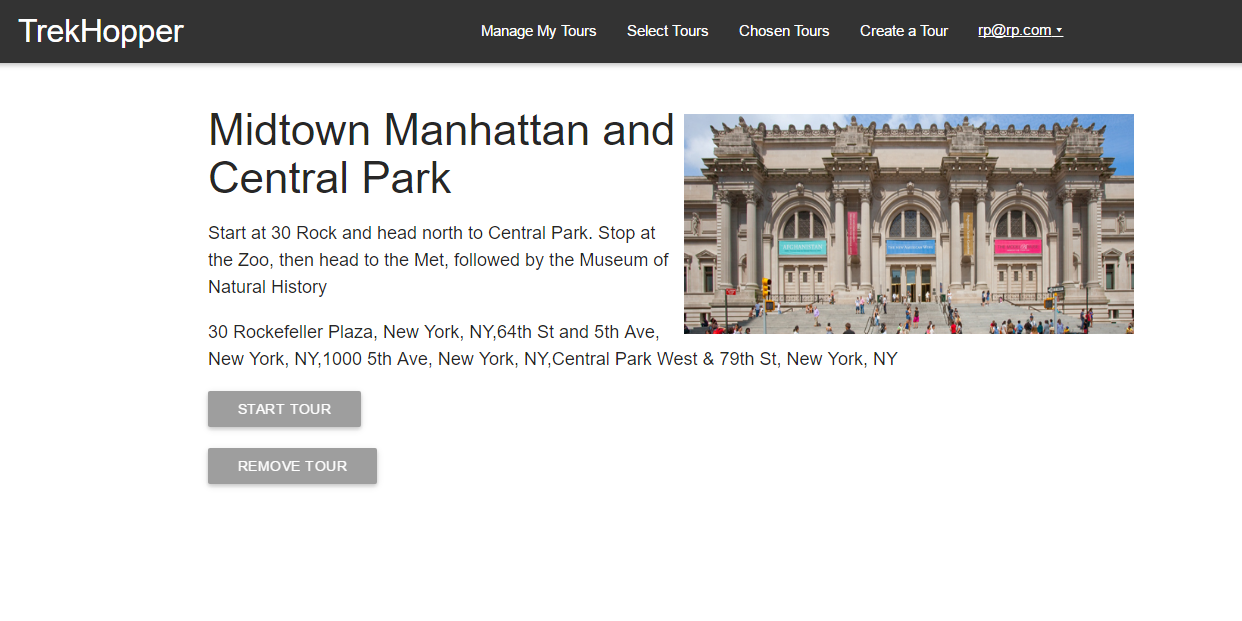 TrekHopper
Manage My Tours
Select Tours
Chosen Tours
Create a Tour
rp@rp.com
Midtown Manhattan and
Central Park
Start at 30 Rock and head north to Central Park. Stop at
the Zoo, then head to the Met, followed by the Museum of
Natural History
30 Rockefeller Plaza, New York, NY,64th St and 5th Ave,
New York, NY,1000 5th Ave, New York, NY,Central Park West & 79th St, New York, NY
START TOUR
REMOVE TOUR